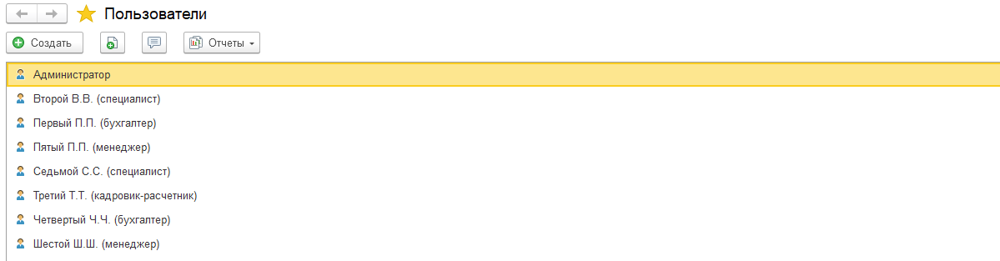 Пользователи
Создать
Отчеты
Администратор
Второй В.В. (специалист)
Первый П.П. (бухгалтер)
Пятый П.П. (менеджер)
Седьмой С.С. (специалист)
Третий Т.Т. (кадровик-расчетник)
Четвертый Ч.Ч. (бухгалтер)
Шестой Ш.Ш. (менеджер)